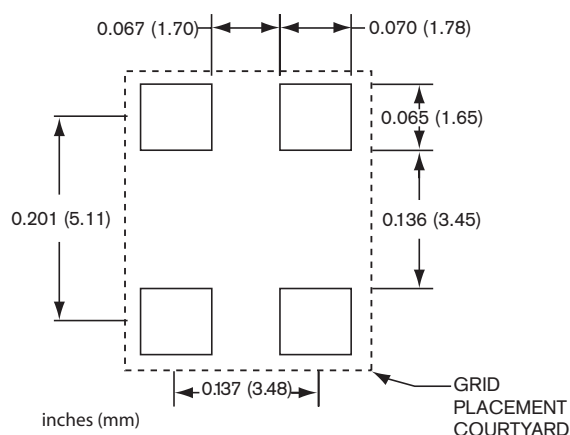 0.067 (1.70)
0.070 (1.78)
0.065 (1.65)
0.201 (5.11)
0.136 (3.45)
0.137 (3.48)
GRID
PLACEMENT
COURTYARD
inches (mm)